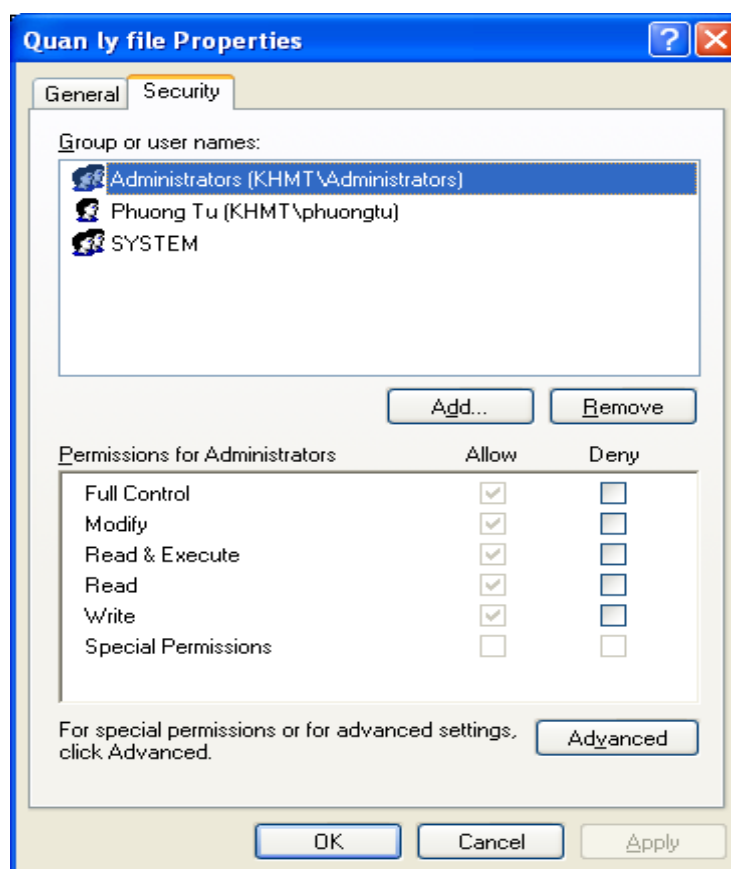 Quan ly file Properties
General Security
Group or user names:
Administrators (KHMT\Administrators)
Phuong Tu (KHMT\phuongtu)
SYSTEM
Add... Remove
Permissions for Administrators Allow Deny
Full Control
Modify
Read & Execute
Read
Write
Special Permissions
For special permissions or for advanced settings,
click Advanced.
Advanced
OK Cancel Apply